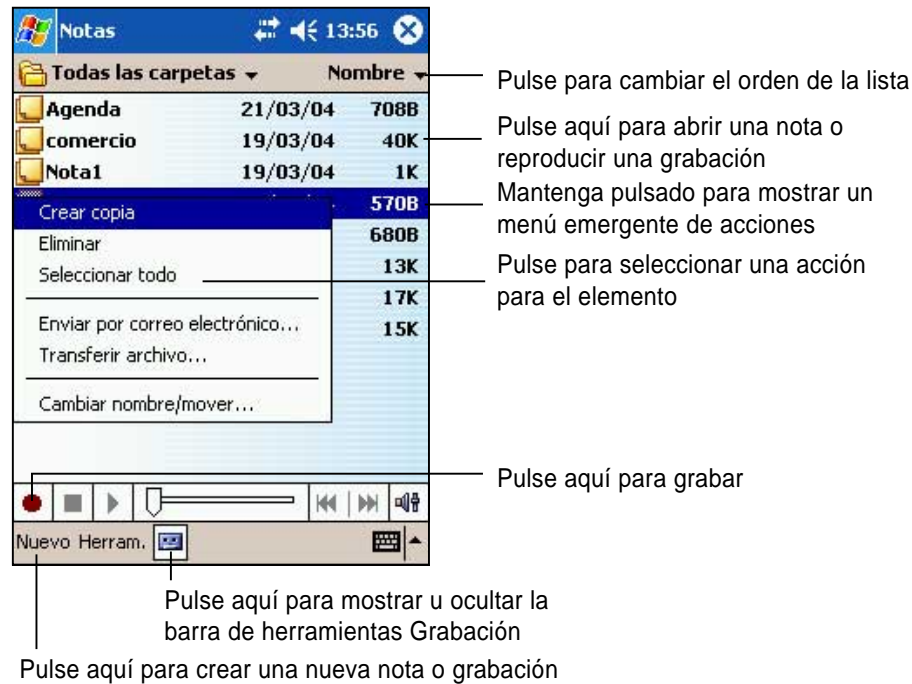 Notas 13:56
Todas las carpetas Nombre
Pulse para cambiar el orden de la lista
Agenda 21/03/04 708B
comercio 19/03/04 40K
Pulse aquí para abrir una nota o
reproducir una grabación
Nota1 19/03/04 1K
570B
Mantenga pulsado para mostrar un
menú emergente de acciones
Crear copia
Eliminar
680B
Seleccionar todo
13K
Pulse para seleccionar una acción
para el elemento
17K
Enviar por correo electrónico...
15K
Transferir archivo...
Cambiar nombre/mover...
Pulse aquí para grabar
Nuevo Herram.
Pulse aquí para mostrar u ocultar la
barra de herramientas Grabación
Pulse aquí para crear una nueva nota o grabación